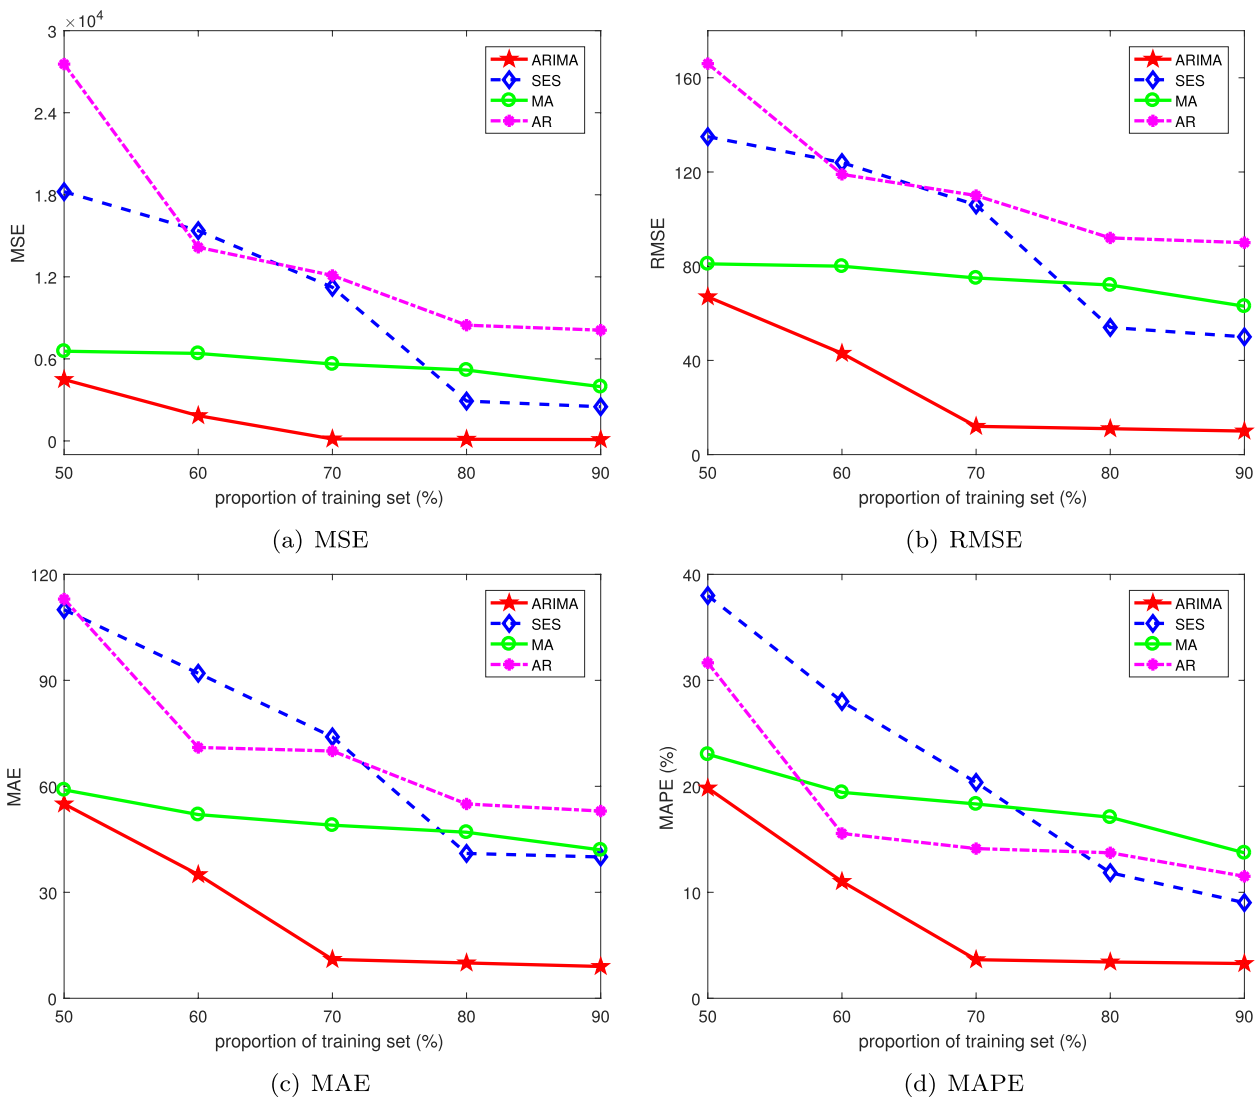 ×10⁴
3
2.4
1.8
1.2
0.6
0
MSE
50 60 70 80 90
proportion of training set (%)
ARIMA
SES
MA
AR
(a) MSE
160
120
80
40
0
RMSE
50 60 70 80 90
proportion of training set (%)
ARIMA
SES
MA
AR
(b) RMSE
120
90
60
30
0
MAE
50 60 70 80 90
proportion of training set (%)
ARIMA
SES
MA
AR
(c) MAE
40
30
20
10
0
MAPE (%)
50 60 70 80 90
proportion of training set (%)
ARIMA
SES
MA
AR
(d) MAPE